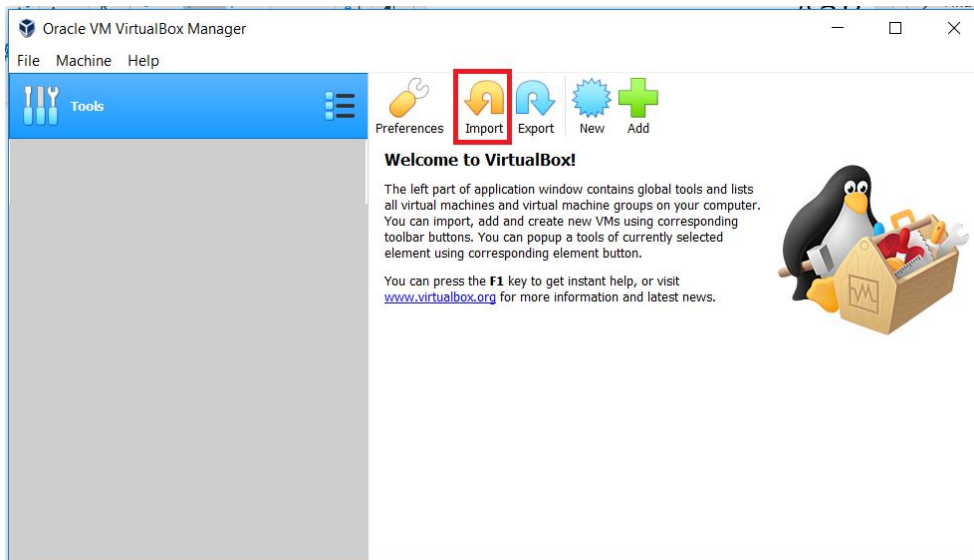 Oracle VM VirtualBox Manager
File Machine Help
Tools
Preferences Import Export New Add
Welcome to VirtualBox!
The left part of application window contains global tools and lists
all virtual machines and virtual machine groups on your computer.
You can import, add and create new VMs using corresponding
toolbar buttons. You can popup a tools of currently selected
element using corresponding element button.
You can press the F1 key to get instant help, or visit
www.virtualbox.org for more information and latest news.